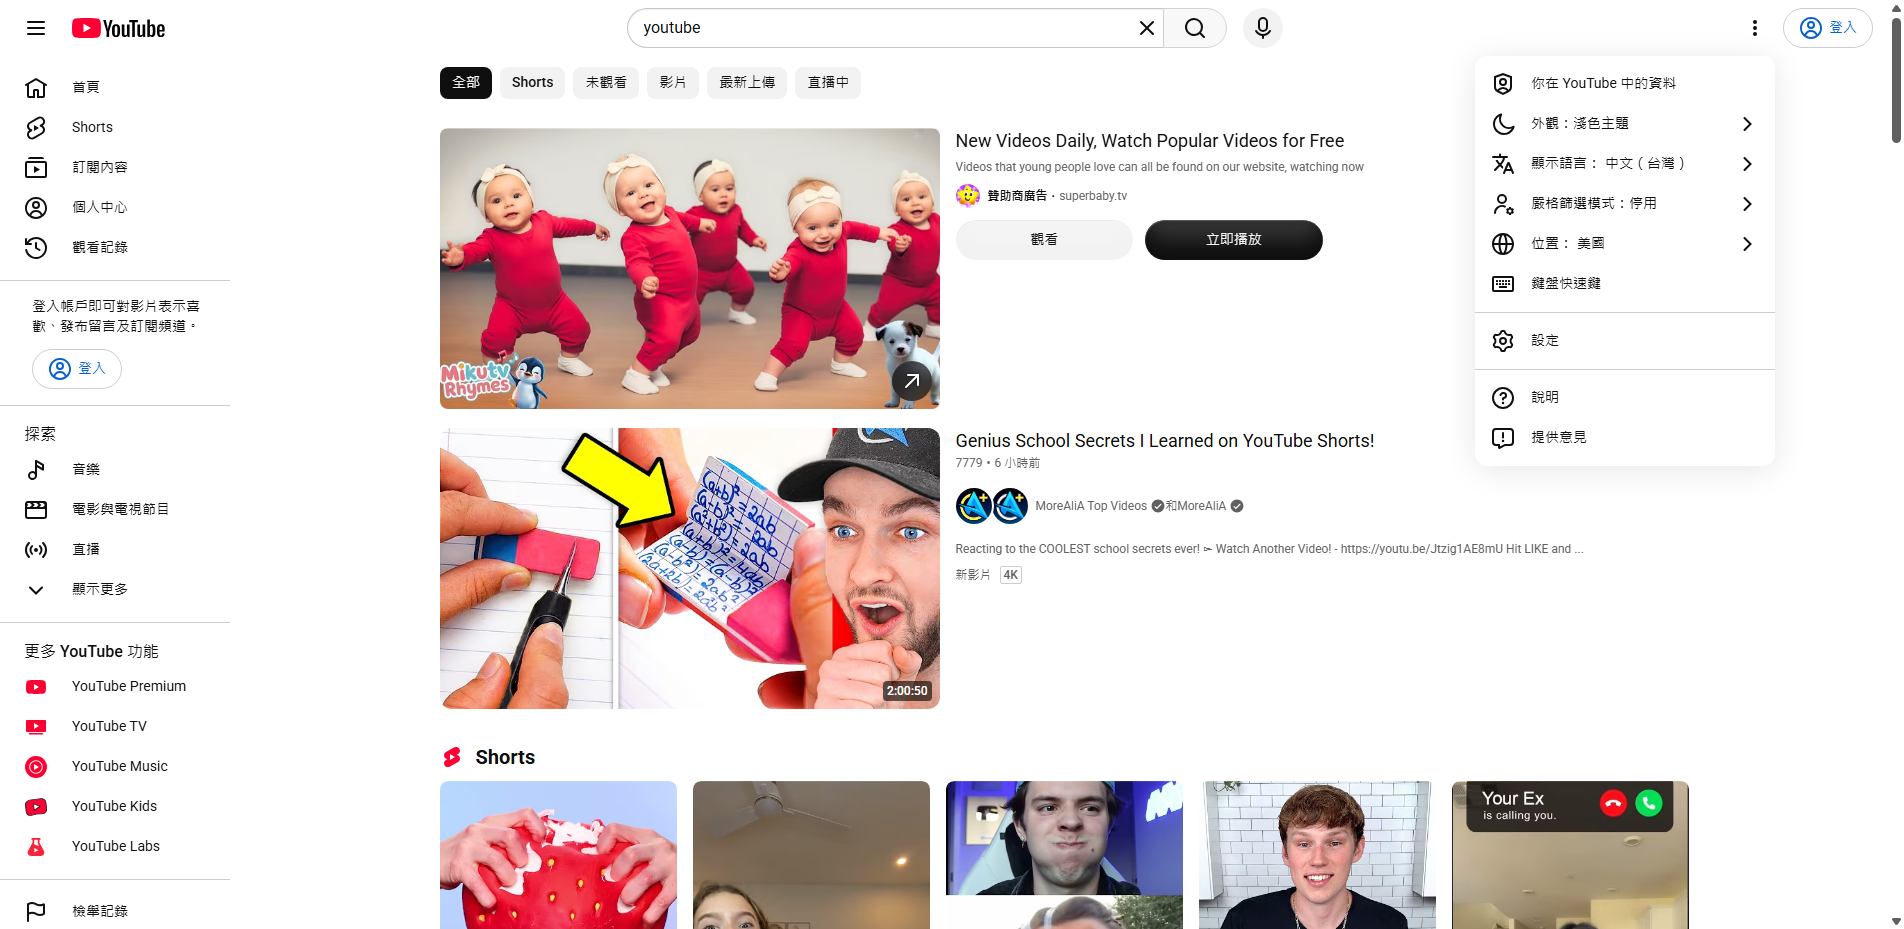 YouTube
youtube
登入
首頁
Shorts
訂閱內容
個人中心
觀看記錄
登入帳戶即可對影片表示喜
歡、發布留言及訂閱頻道。
登入
探索
音樂
電影與電視節目
直播
顯示更多
更多 YouTube 功能
YouTube Premium
YouTube TV
YouTube Music
YouTube Kids
YouTube Labs
檢舉記錄
全部
Shorts
未觀看
影片
最新上傳
直播中
Mikutv
Rhymes
New Videos Daily, Watch Popular Videos for Free
Videos that young people love can all be found on our website, watching now
贊助商廣告 · superbaby.tv
觀看
立即播放
2:00:50
Genius School Secrets I Learned on YouTube Shorts!
7779 • 6 小時前
MoreAliA Top Videos 和MoreAliA
Reacting to the COOLEST school secrets ever! ➣ Watch Another Video! - https://youtu.be/Jtzig1AE8mU Hit LIKE and ...
新影片 4K
Shorts
Your Ex
is calling you.
你在 YouTube 中的資料
外觀：淺色主題
顯示語言： 中文（台灣）
嚴格篩選模式：停用
位置： 美國
鍵盤快速鍵
設定
說明
提供意見